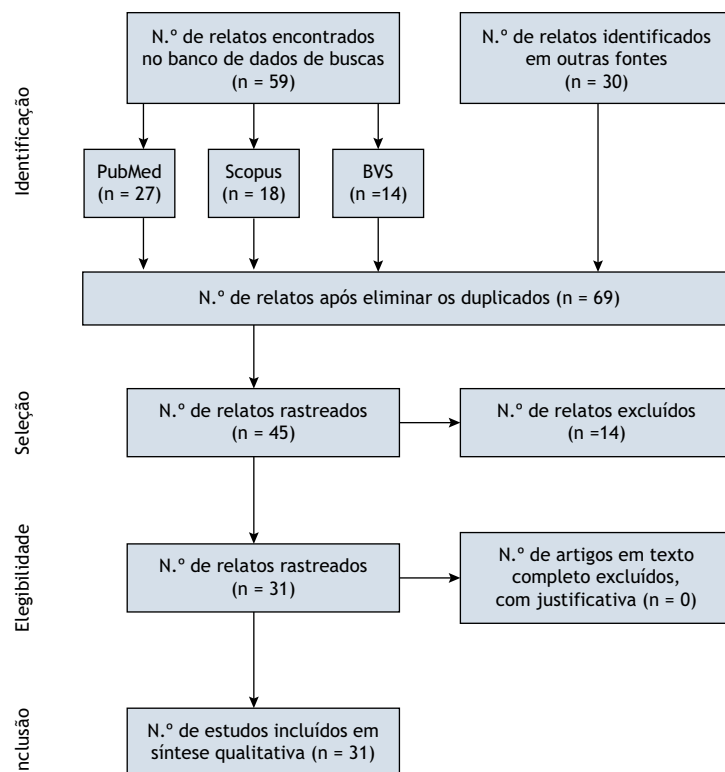 N.º de relatos encontrados
no banco de dados de buscas
(n = 59)
N.º de relatos identificados
em outras fontes
(n = 30)
Identificação
PubMed
(n = 27)
Scopus
(n = 18)
BVS
(n =14)
N.º de relatos após eliminar os duplicados (n = 69)
Seleção
N.º de relatos rastreados
(n = 45)
N.º de relatos excluídos
(n =14)
Elegibilidade
N.º de relatos rastreados
(n = 31)
N.º de artigos em texto
completo excluídos,
com justificativa (n = 0)
nclusão
N.º de estudos incluídos em
síntese qualitativa (n = 31)